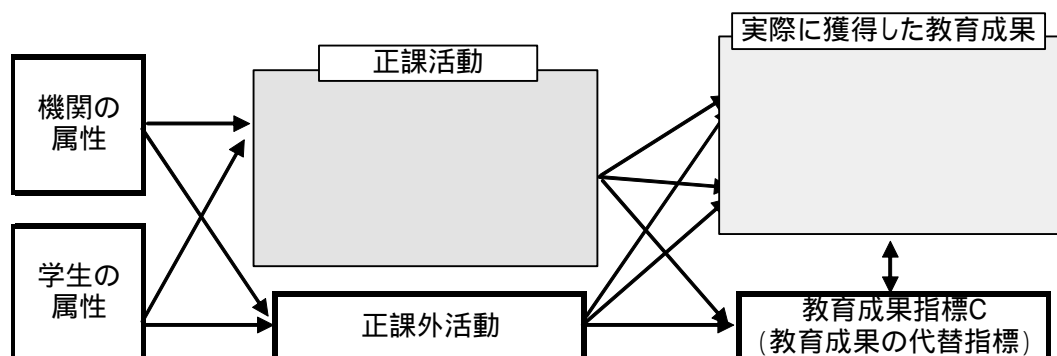 機関の
属性
学生の
属性
正課活動
正課外活動
実際に獲得した教育成果
教育成果指標C
(教育成果の代替指標)